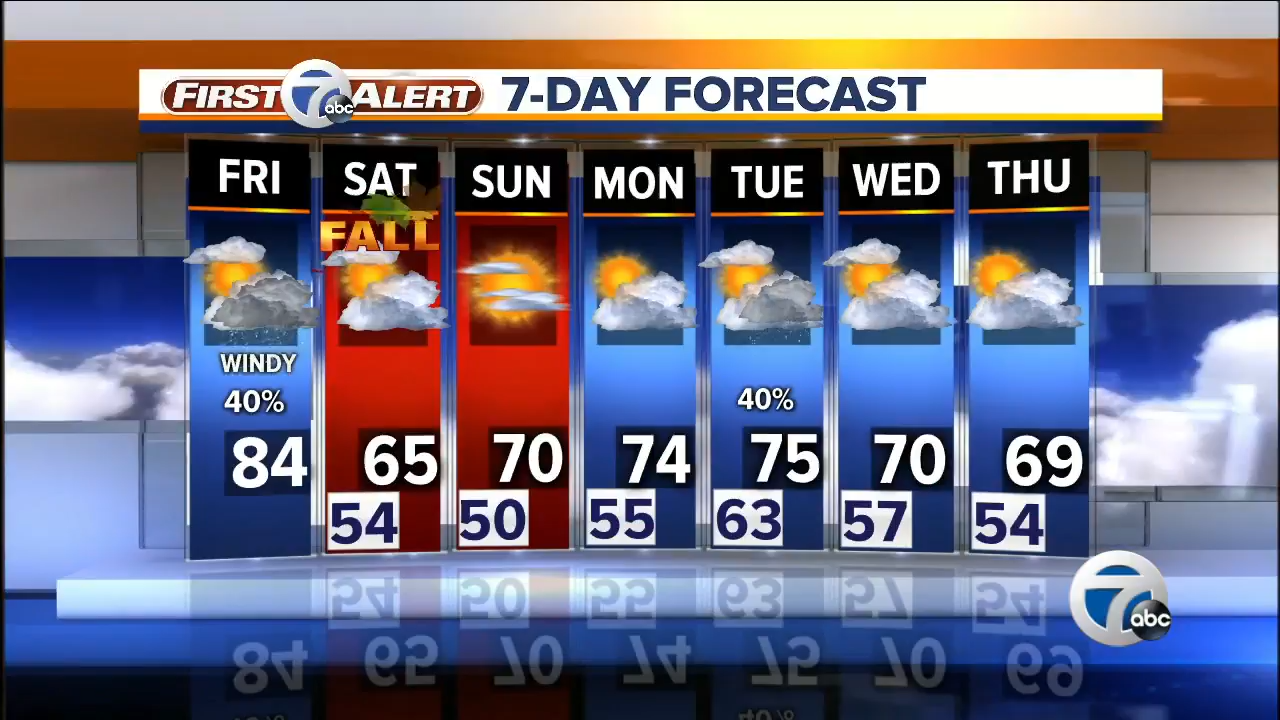 FIRST 7 abc ALERT 7-DAY FORECAST
FRI SAT SUN MON TUE WED THU
FALL
WINDY
40% 40%
84 65 70 74 75 70 69
54 50 55 63 57 54
7 abc